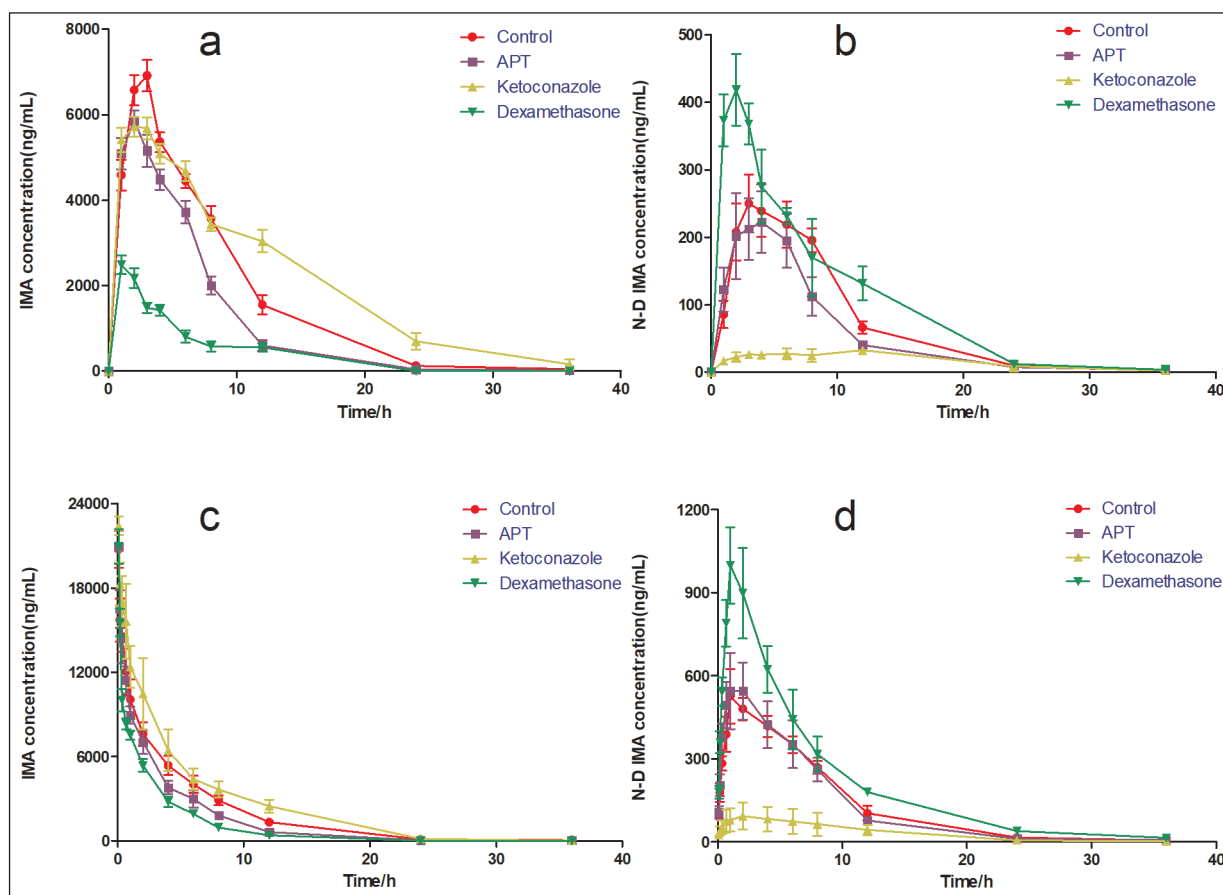 a
Control
APT
Ketoconazole
Dexamethasone
IMA concentration(ng/mL)
8000
6000
4000
2000
0
0
10
20
30
40
Time/h
b
Control
APT
Ketoconazole
Dexamethasone
N-D IMA concentration(ng/mL)
500
400
300
200
100
0
0
10
20
30
40
Time/h
c
Control
APT
Ketoconazole
Dexamethasone
IMA concentration(ng/mL)
24000
18000
12000
6000
0
0
10
20
30
40
Time/h
d
Control
APT
Ketoconazole
Dexamethasone
N-D IMA concentration(ng/mL)
1200
900
600
300
0
0
10
20
30
40
Time/h